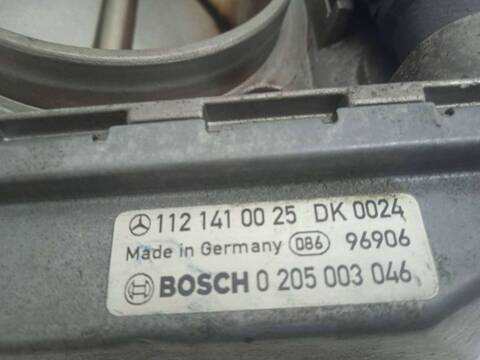 112 141 00 25 DK 0024
Made in Germany 086 96906
BOSCH 0 205 003 046